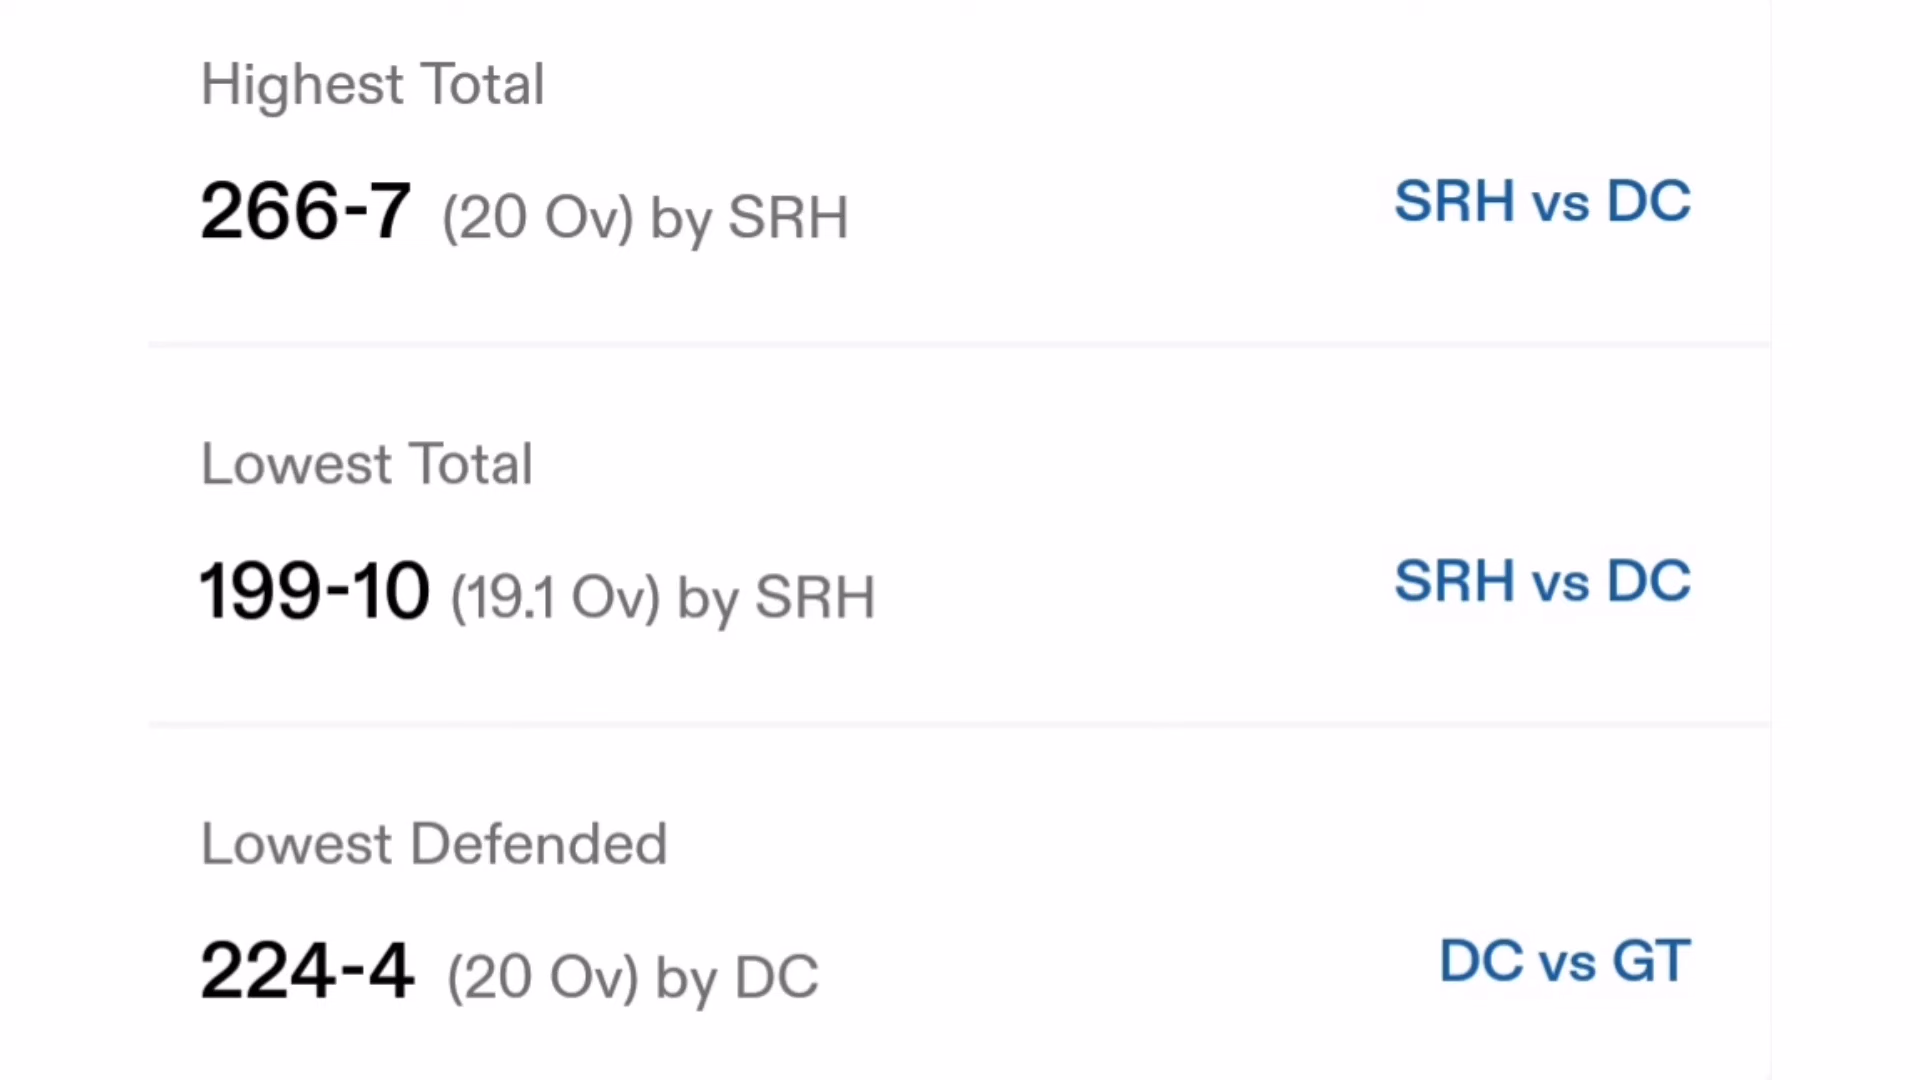 Highest Total
266-7 (20 Ov) by SRH SRH vs DC
Lowest Total
199-10 (19.1 Ov) by SRH SRH vs DC
Lowest Defended
224-4 (20 Ov) by DC DC vs GT